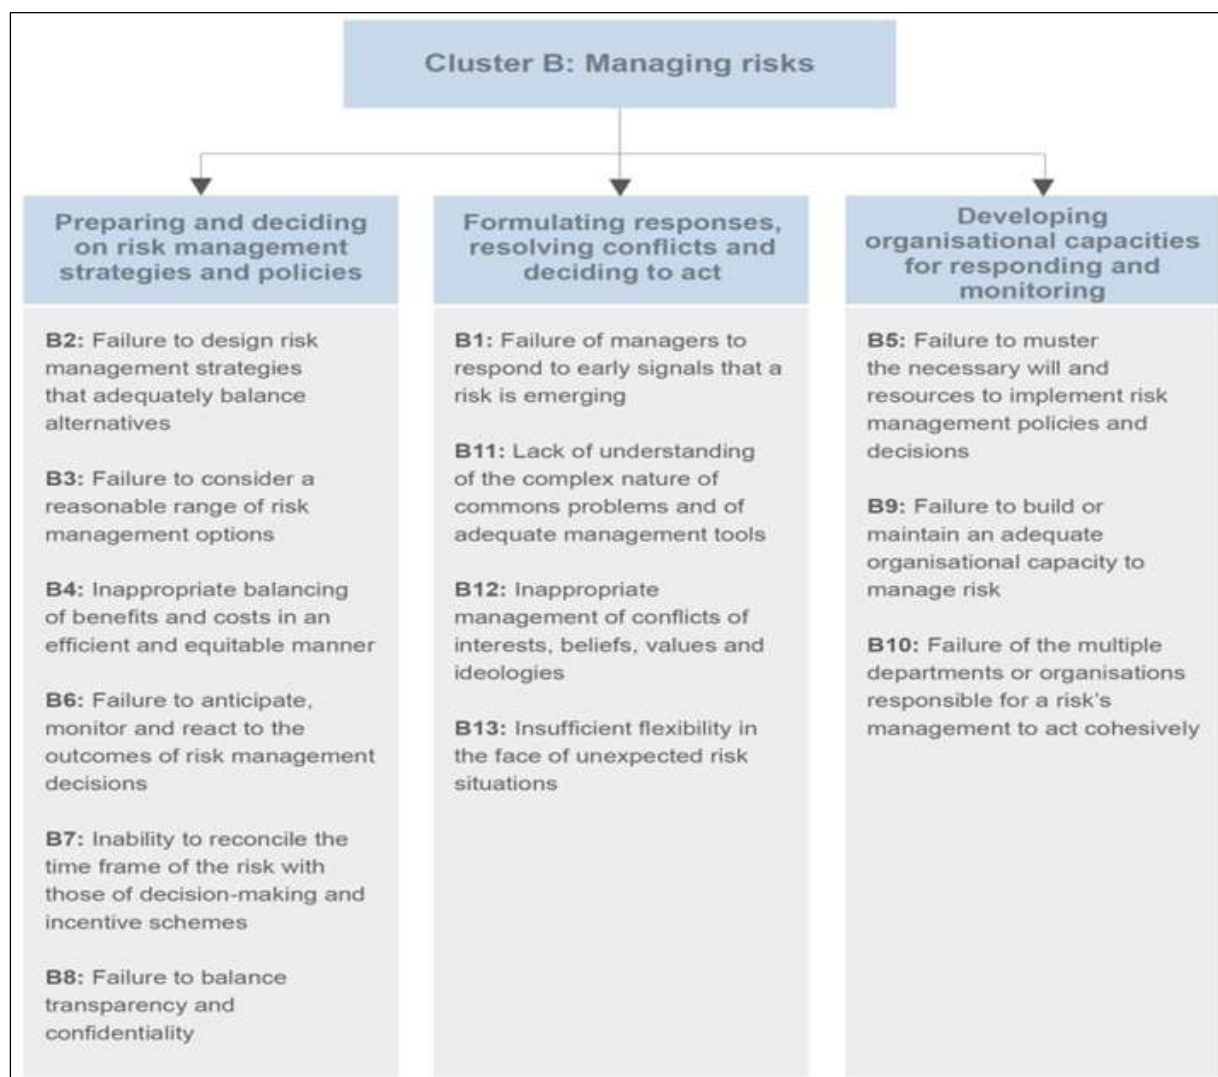 Cluster B: Managing risks
Preparing and deciding
on risk management
strategies and policies
B2: Failure to design risk
management strategies
that adequately balance
alternatives
B3: Failure to consider a
reasonable range of risk
management options
B4: Inappropriate balancing
of benefits and costs in an
efficient and equitable manner
B6: Failure to anticipate,
monitor and react to the
outcomes of risk management
decisions
B7: Inability to reconcile the
time frame of the risk with
those of decision-making and
incentive schemes
B8: Failure to balance
transparency and
confidentiality
Formulating responses,
resolving conflicts and
deciding to act
B1: Failure of managers to
respond to early signals that a
risk is emerging
B11: Lack of understanding
of the complex nature of
commons problems and of
adequate management tools
B12: Inappropriate
management of conflicts of
interests, beliefs, values and
ideologies
B13: Insufficient flexibility in
the face of unexpected risk
situations
Developing
organisational capacities
for responding and
monitoring
B5: Failure to muster
the necessary will and
resources to implement risk
management policies and
decisions
B9: Failure to build or
maintain an adequate
organisational capacity to
manage risk
B10: Failure of the multiple
departments or organisations
responsible for a risk's
management to act cohesively